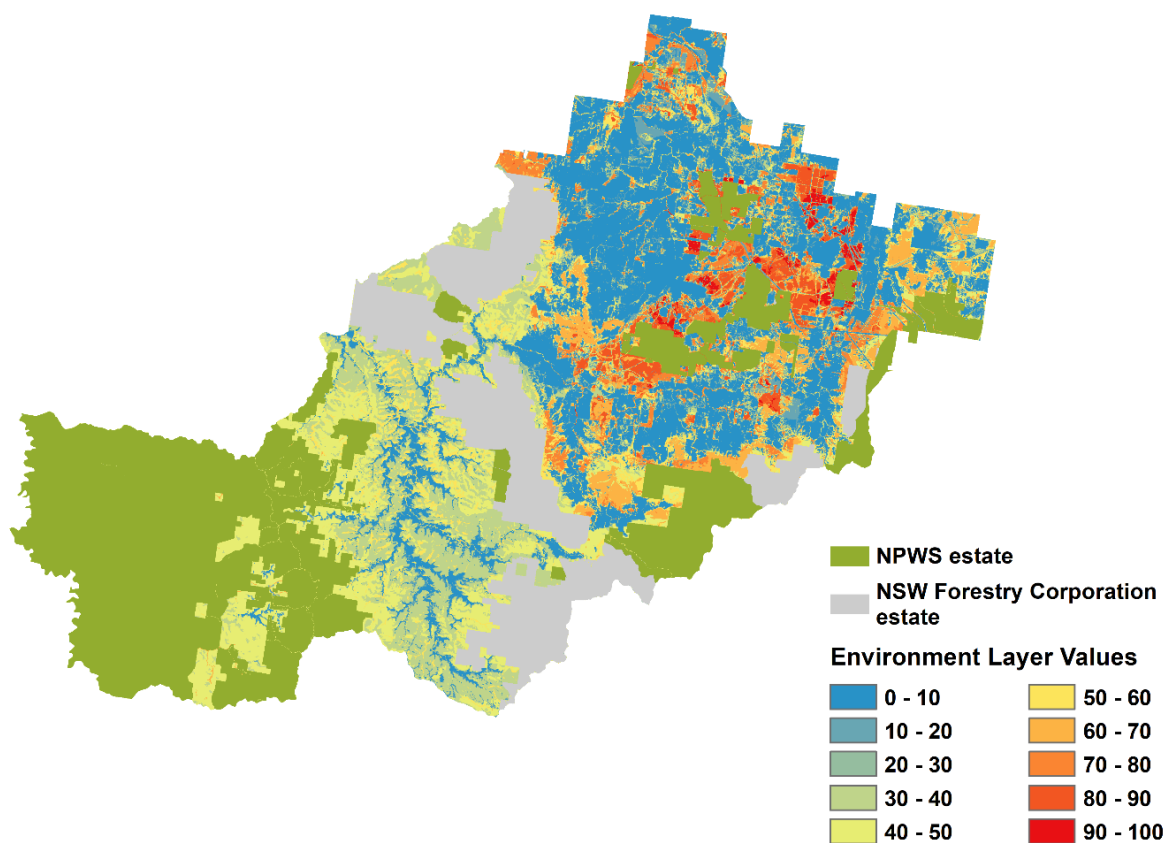 NPWS estate
NSW Forestry Corporation
estate
Environment Layer Values
0 - 10
10 - 20
20 - 30
30 - 40
40 - 50
50 - 60
60 - 70
70 - 80
80 - 90
90 - 100